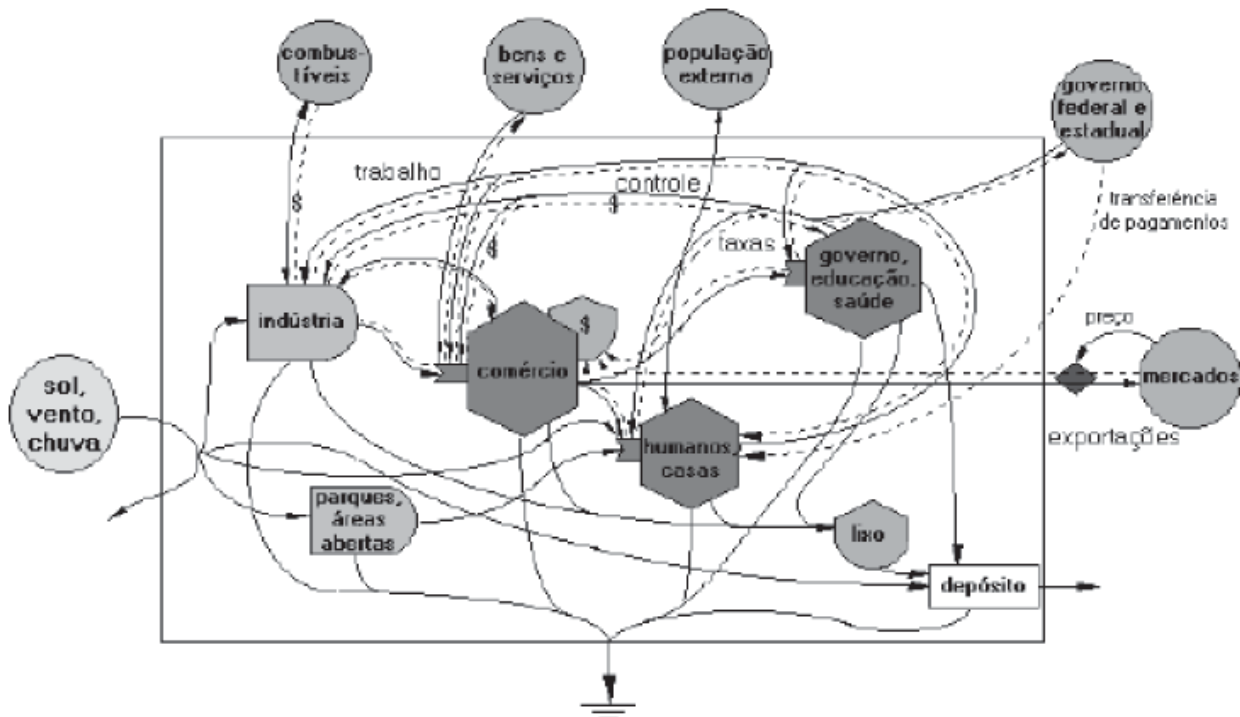 combus-
tíveis
bens e
serviços
população
externa
governo
federal e
estadual
trabalho
controle
$
$
$
transferência
de pagamentos
taxas
governo,
educação,
saúde
indústria
$
comércio
preço
mercados
exportações
sol,
vento,
chuva
humanos,
casas
parques,
áreas
abertas
lixo
depósito